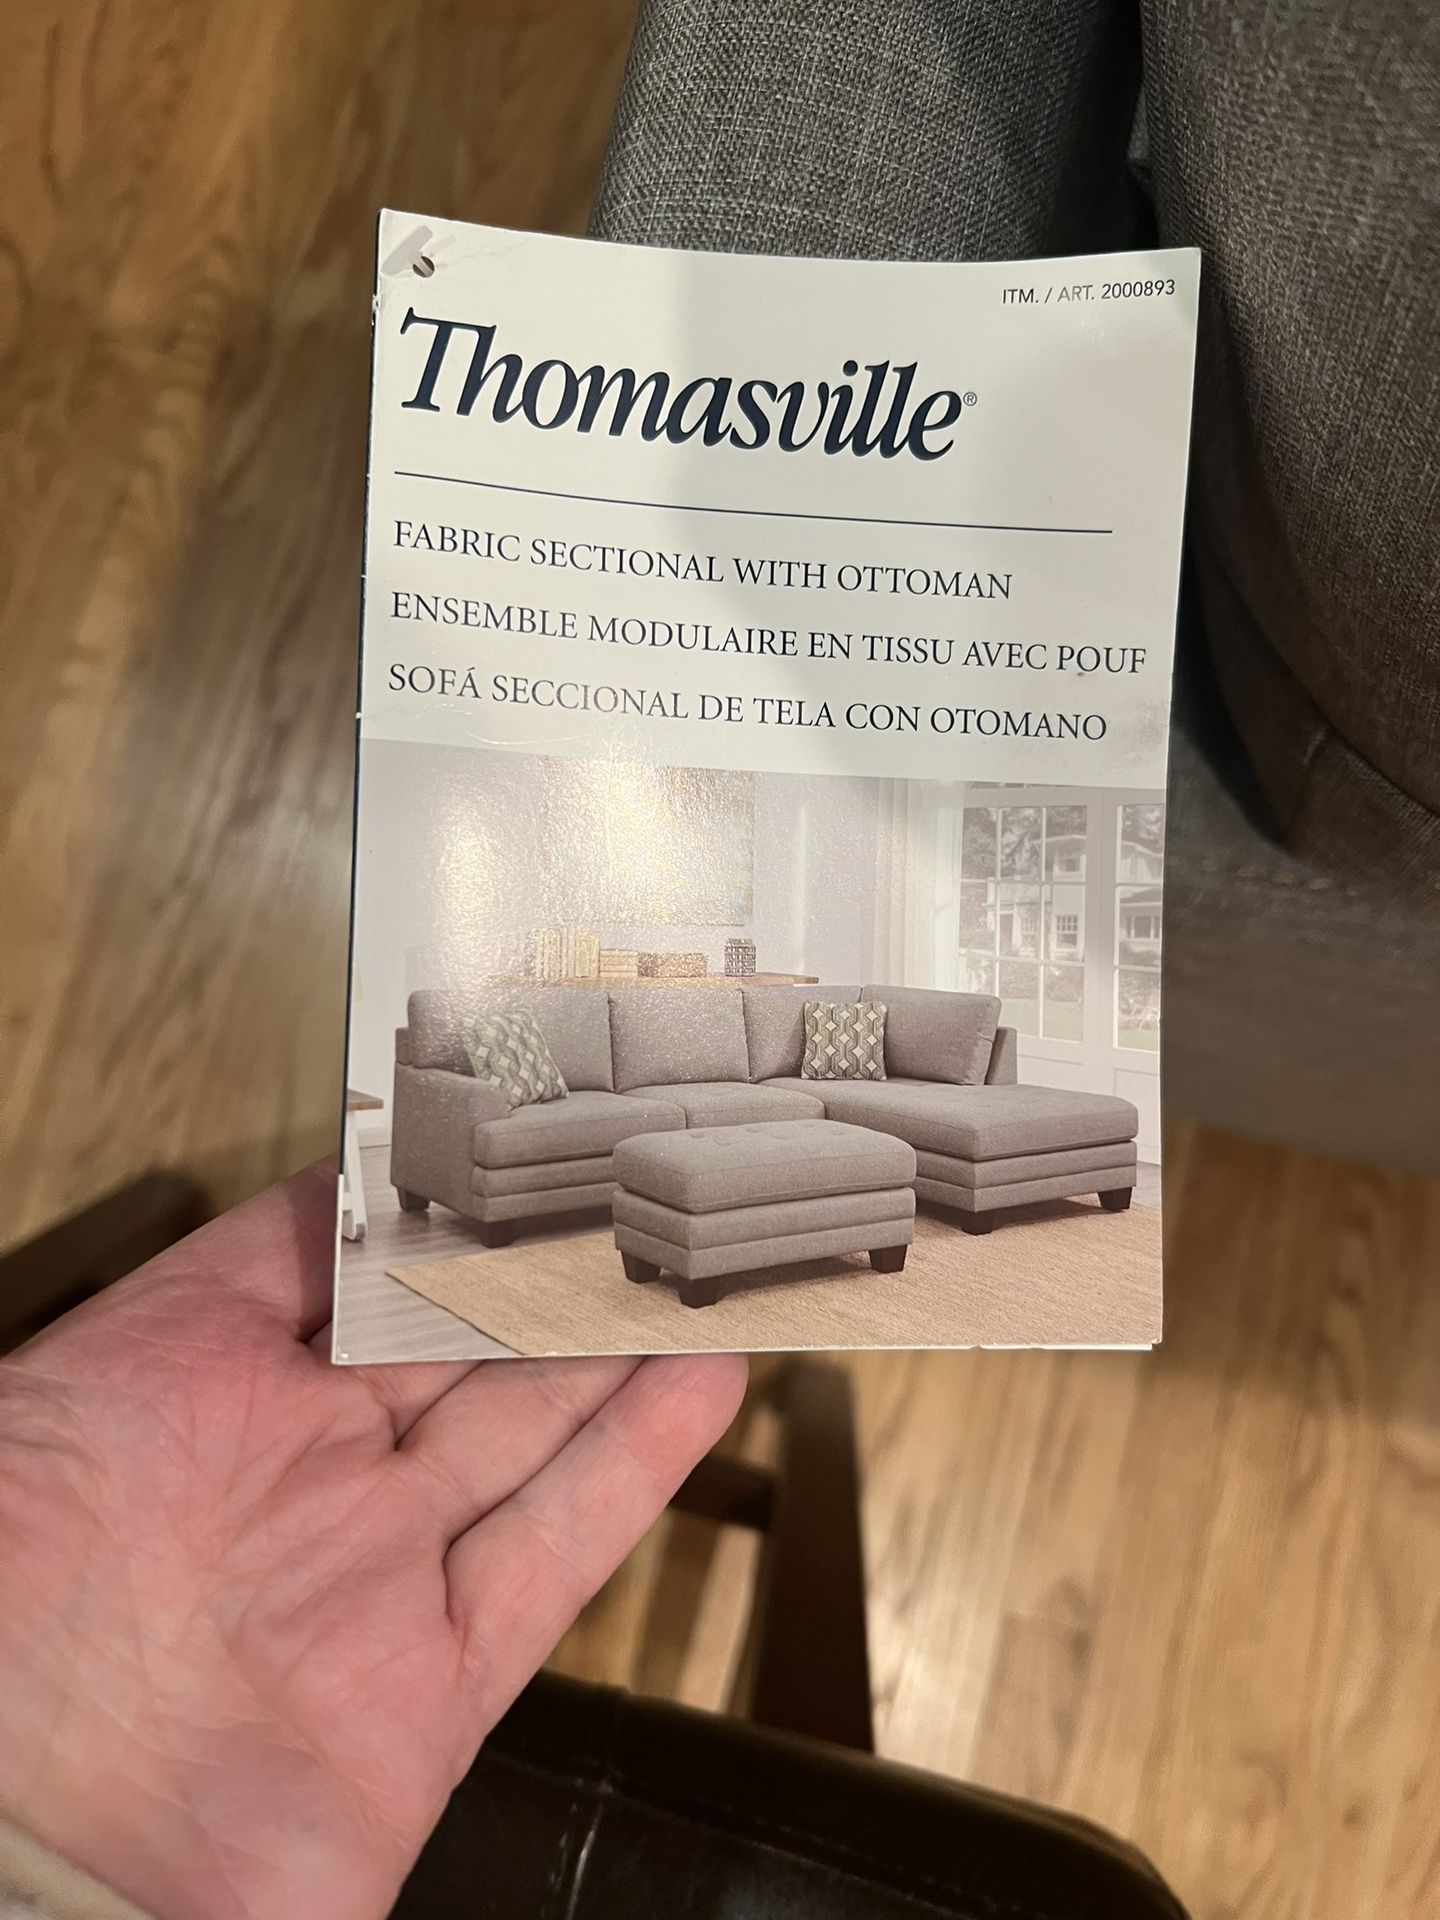 ITM. / ART. 2000893
Thomasville®
FABRIC SECTIONAL WITH OTTOMAN
ENSEMBLE MODULAIRE EN TISSU AVEC POUF
SOFÁ SECCIONAL DE TELA CON OTOMANO